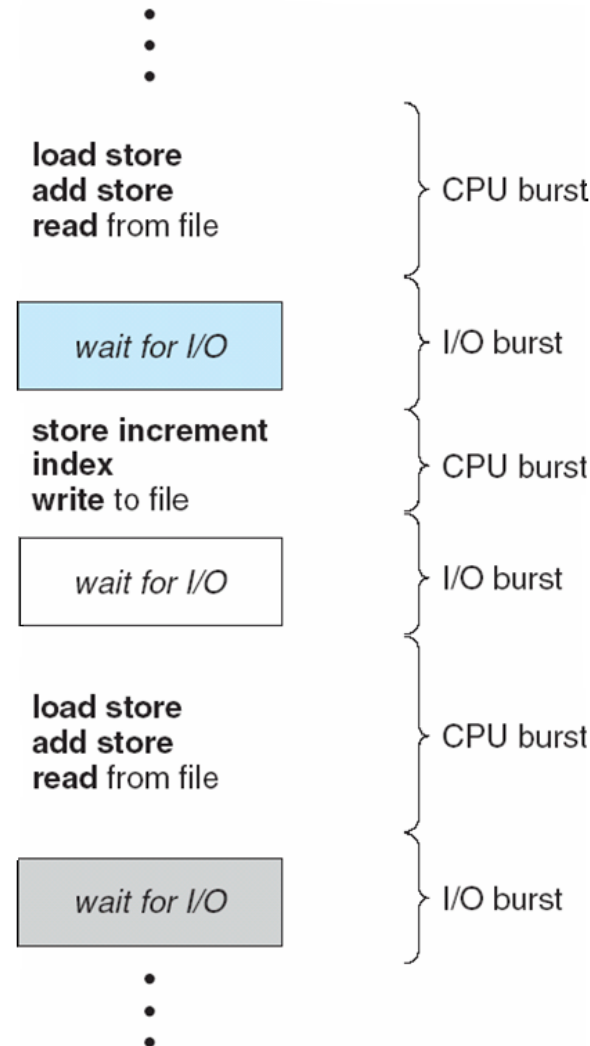 load store
add store
read from file
CPU burst
wait for I/O
I/O burst
store increment
index
write to file
CPU burst
wait for I/O
I/O burst
load store
add store
read from file
CPU burst
wait for I/O
I/O burst